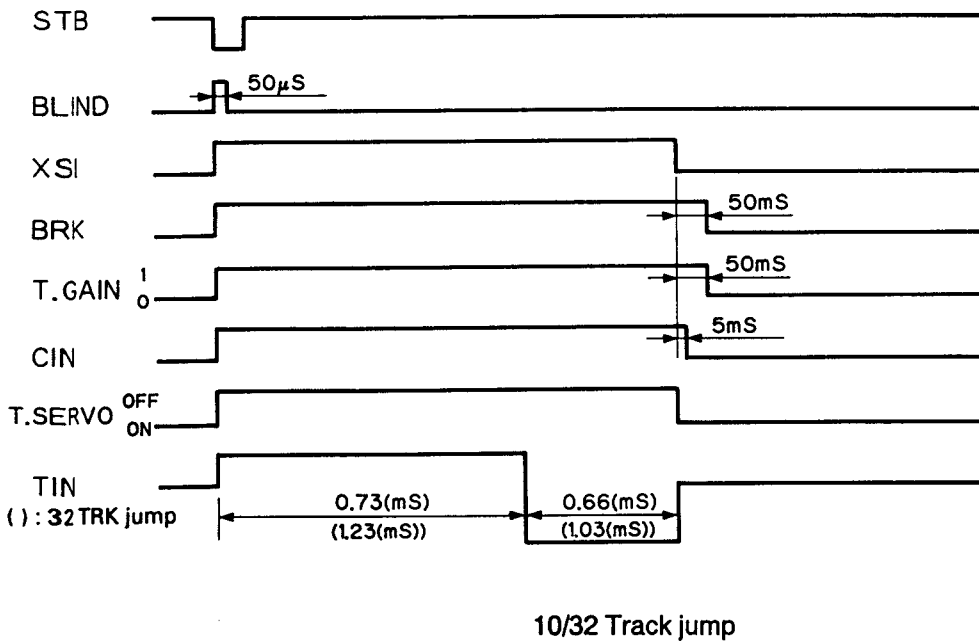 STB
50μS
BLIND
XSI
50mS
BRK
50mS
T.GAIN 1
0
5mS
CIN
T.SERVO OFF
ON
TIN
0.73(mS) 0.66(mS)
( ) : 32 TRK jump (1.23(mS)) (1.03(mS))
10/32 Track jump